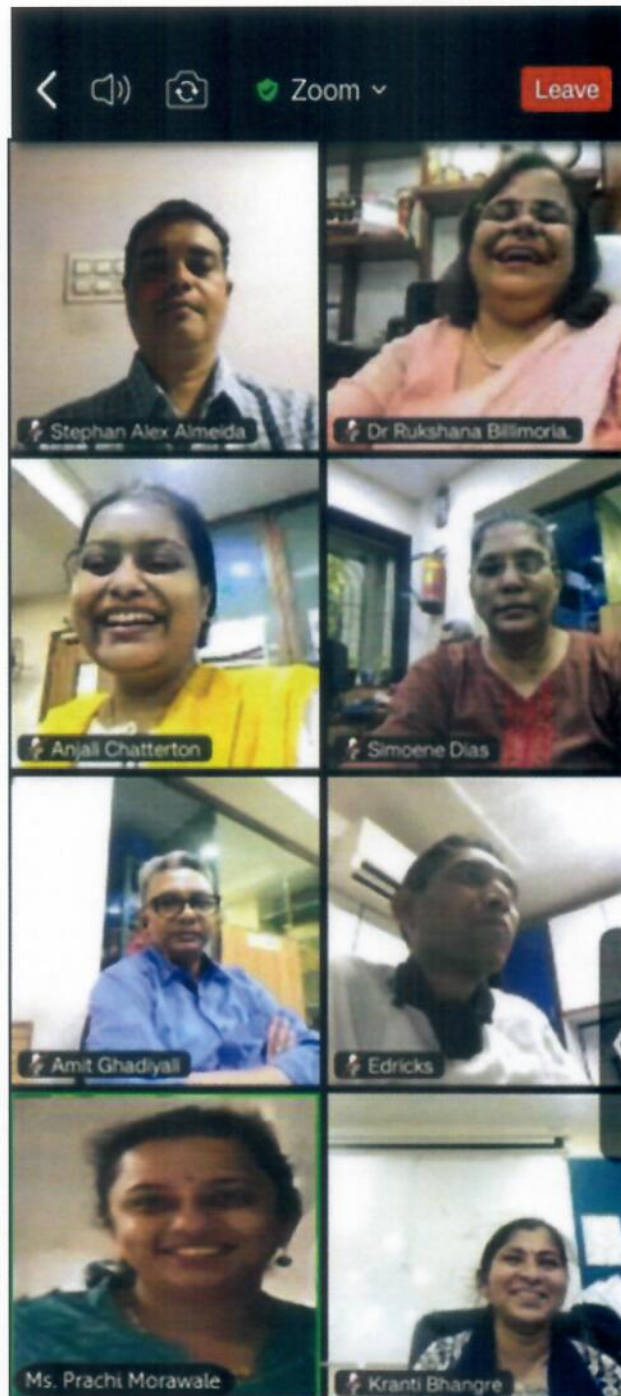 Zoom
Leave
Stephan Alex Almeida
Dr Rukshana Billimoria.
Anjali Chatterton
Simoene Dias
Amit Ghadiyali
Edricks
Ms. Prachi Morawale
Kranti Bhangre